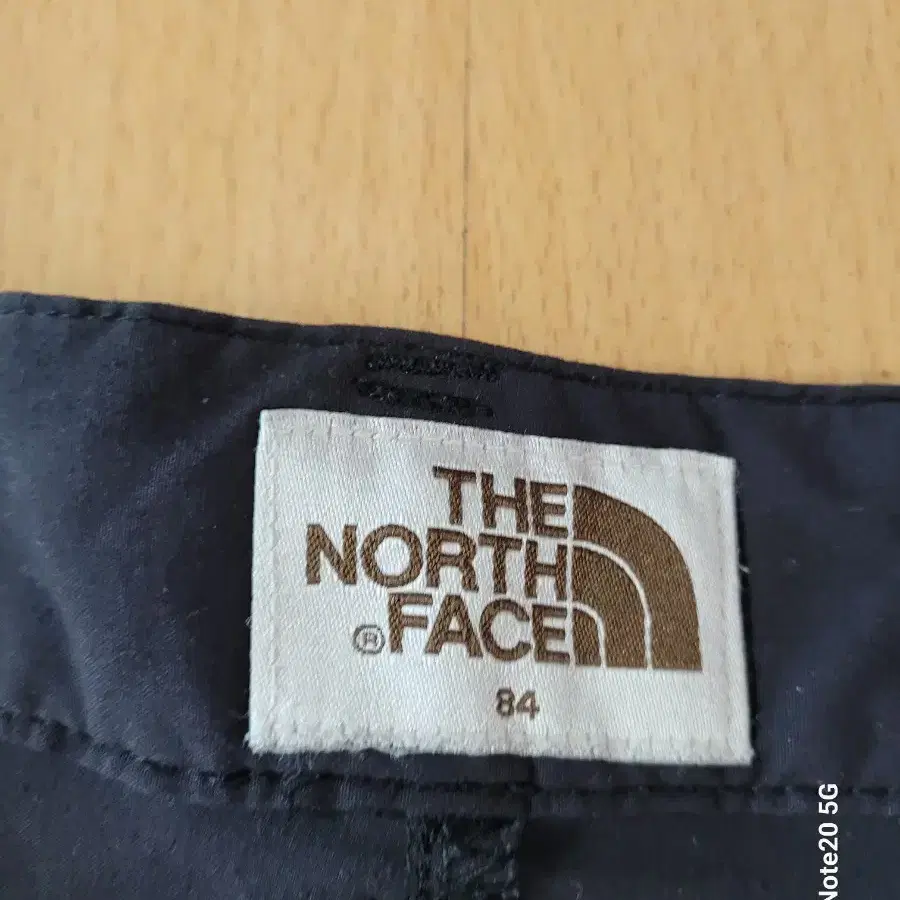 THE
NORTH
®FACE
84
Note20 5G